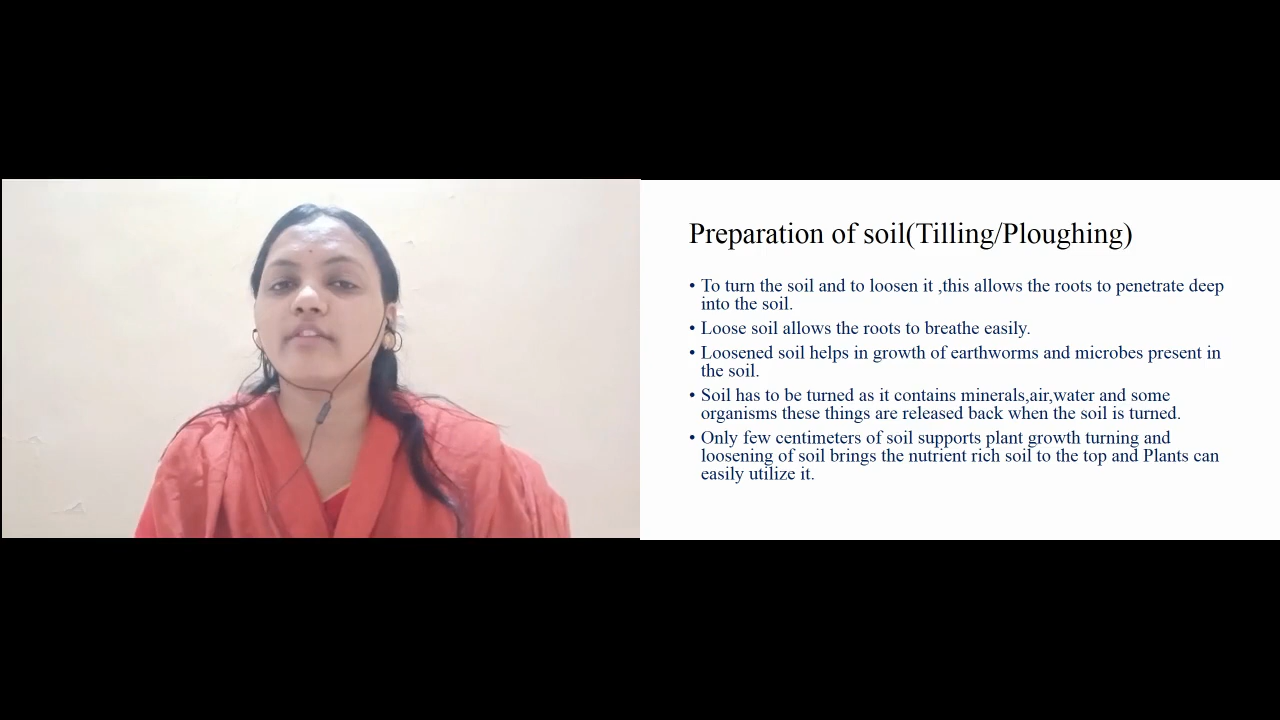 Preparation of soil(Tilling/Ploughing)
• To turn the soil and to loosen it ,this allows the roots to penetrate deep
into the soil.
• Loose soil allows the roots to breathe easily.
• Loosened soil helps in growth of earthworms and microbes present in
the soil.
• Soil has to be turned as it contains minerals,air,water and some
organisms these things are released back when the soil is turned.
• Only few centimeters of soil supports plant growth turning and
loosening of soil brings the nutrient rich soil to the top and Plants can
easily utilize it.